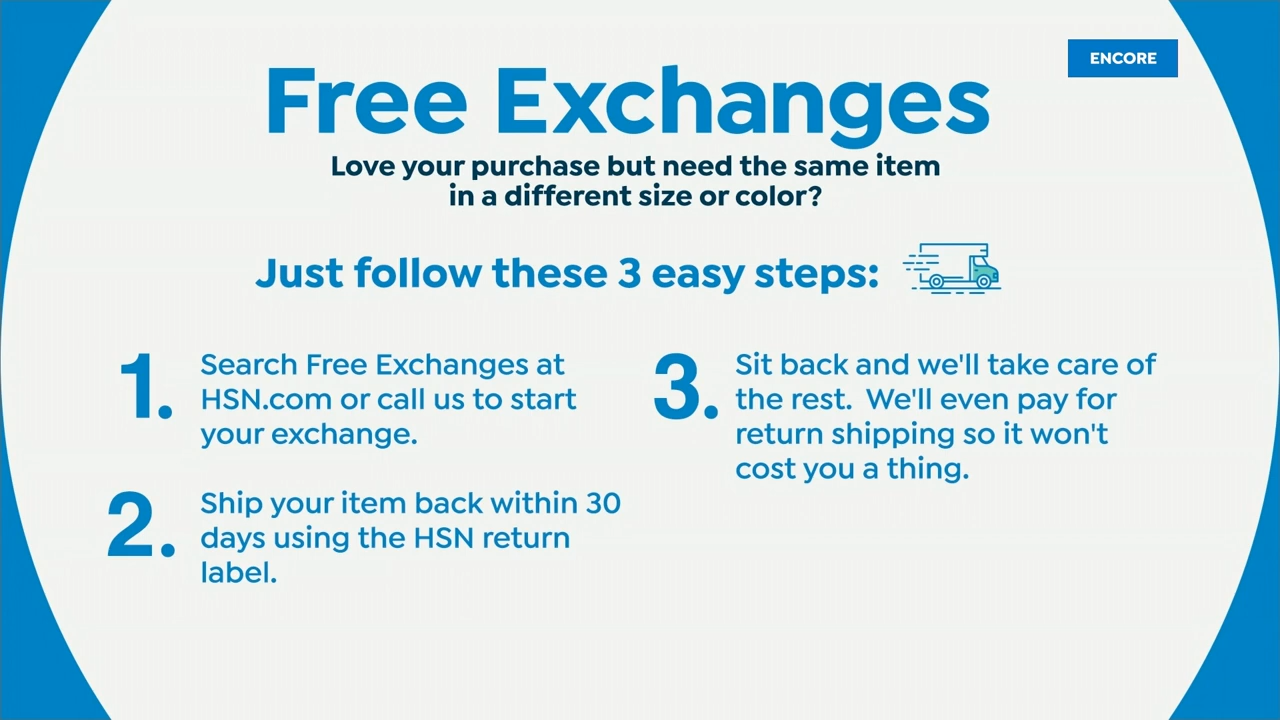 ENCORE
Free Exchanges
Love your purchase but need the same item
in a different size or color?
Just follow these 3 easy steps:
1. Search Free Exchanges at
HSN.com or call us to start
your exchange.
2. Ship your item back within 30
days using the HSN return
label.
3. Sit back and we'll take care of
the rest.  We'll even pay for
return shipping so it won't
cost you a thing.